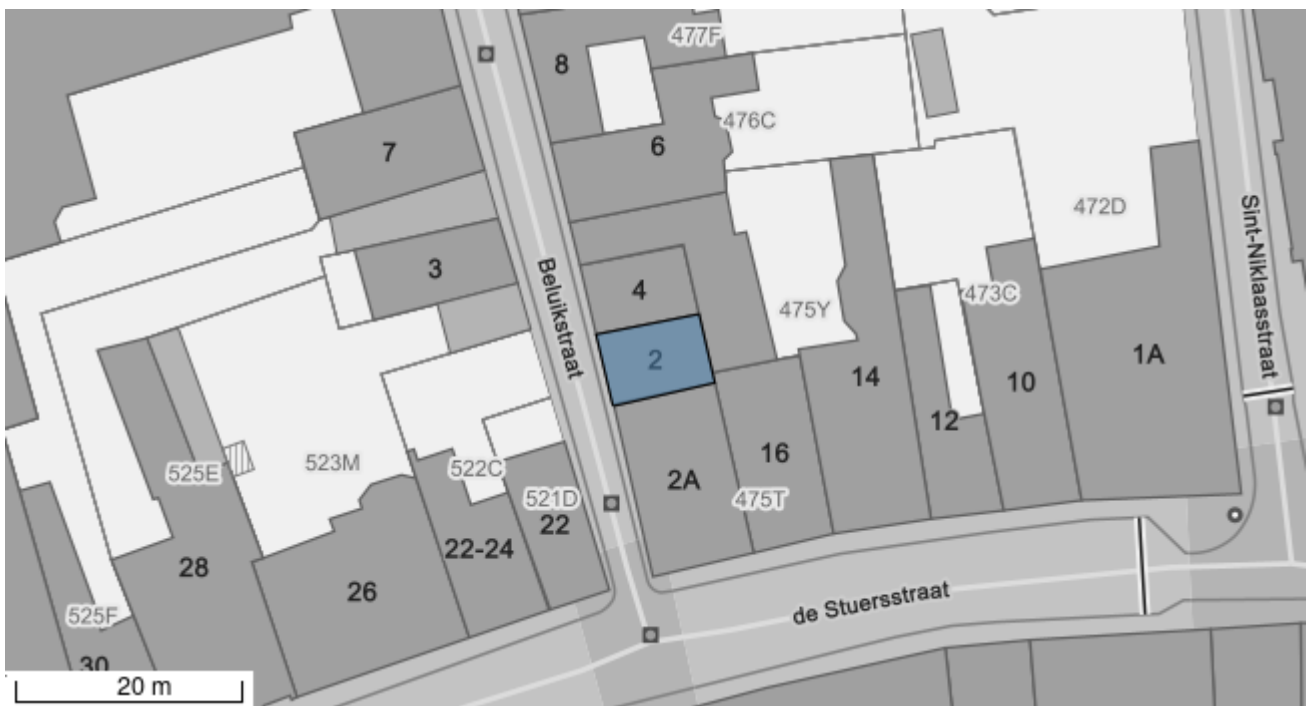 477F
8
476C
6
7
472D
Sint-Niklaasstraat
3
Beluikstraat
4
473C
475Y
2
1A
14
10
12
16
525E
523M
522C
521D
2A
475T
22
22-24
28
26
de Stuersstraat
525F
30
20 m